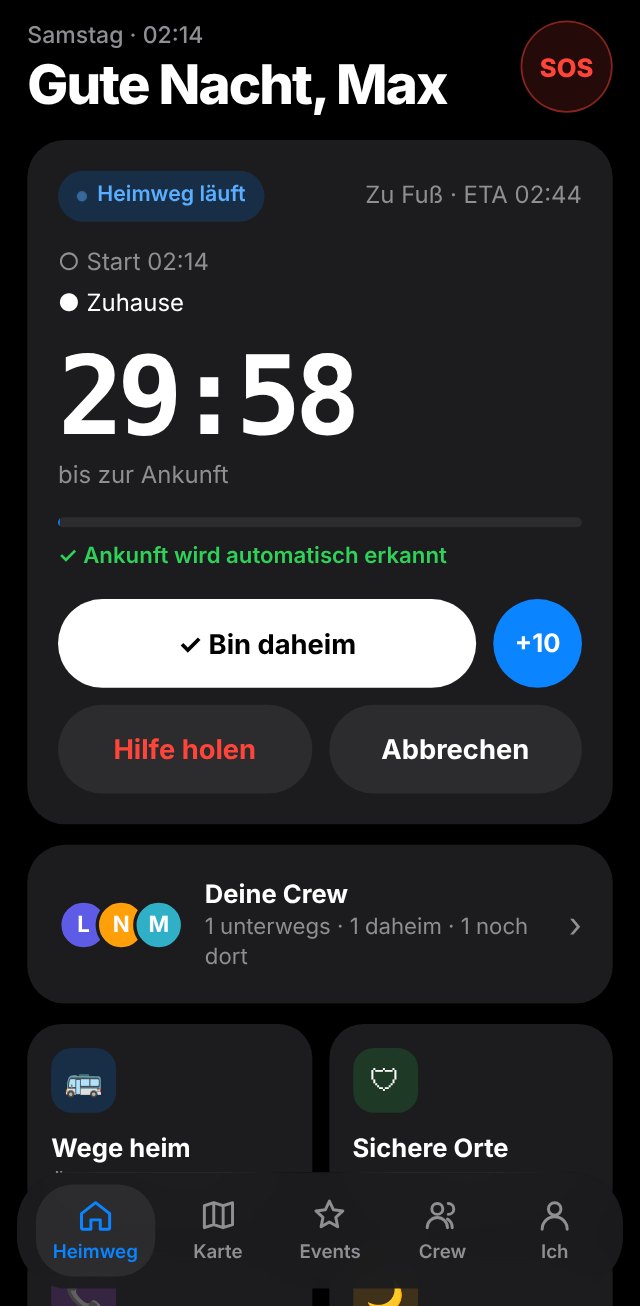 Samstag · 02:14
Gute Nacht, Max
SOS
Heimweg läuft
Zu Fuß · ETA 02:44
Start 02:14
Zuhause
29:58
bis zur Ankunft
✓ Ankunft wird automatisch erkannt
✓ Bin daheim
+10
Hilfe holen
Abbrechen
L N M
Deine Crew
1 unterwegs · 1 daheim · 1 noch
dort
Wege heim
Sichere Orte
Heimweg
Karte
Events
Crew
Ich